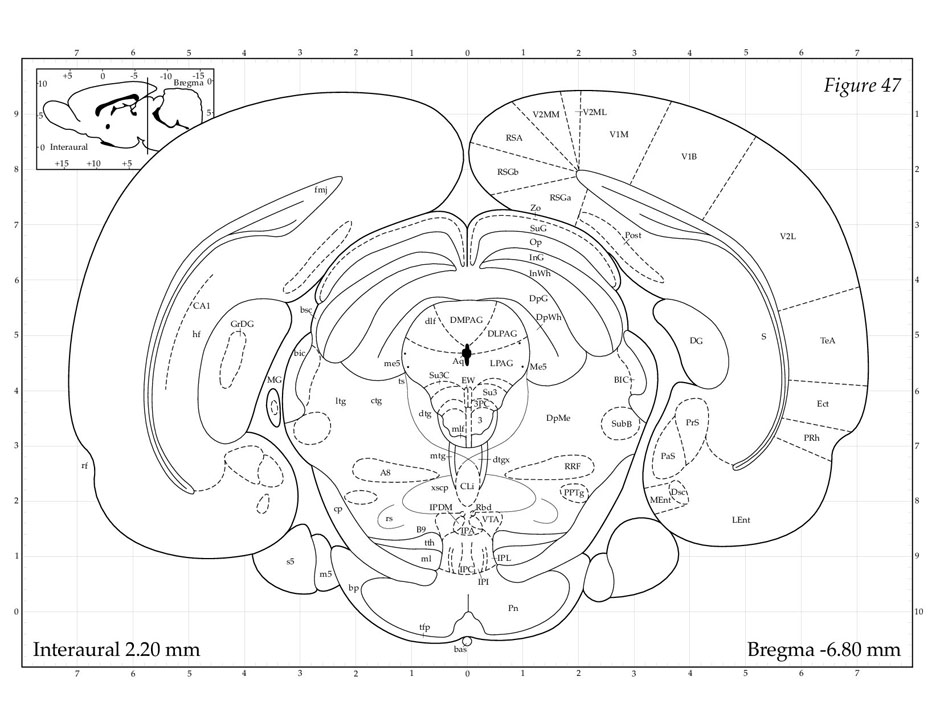 7 6 5 4 3 2 1 0 1 2 3 4 5 6 7
+5 0 -5 -10 -15
Bregma
10 0
5 5
0 Interaural
+15 +10 +5
Figure 47
9 1
8 2
7 3
6 4
5 5
4 6
3 7
2 8
1 9
0 10
V2MM V2ML
RSA V1M
V1B
RSGb
RSGa
fmj
Zo
SuG Post V2L
Op
InG
InWh
CA1 DpG
bsc
hf GrDG dlf DMPAG DpWh
DLPAG
DG S TeA
bic
me5 Aq LPAG Me5
MG ts Su3C EW BIC
Su3
ltg ctg 3PC Ect
dtg 3 DpMe SubB PrS
mlf
PRh
mtg dtgx PaS
rf
A8 RRF
xscp CLi PPTg Dsc
MEnt
cp IPDM Rbd
rs VTA LEnt
B9 IPA
tth
ml IPL
s5 IPC
m5 IPI
bp
Pn
tfp
bas
Interaural 2.20 mm Bregma -6.80 mm
7 6 5 4 3 2 1 0 1 2 3 4 5 6 7